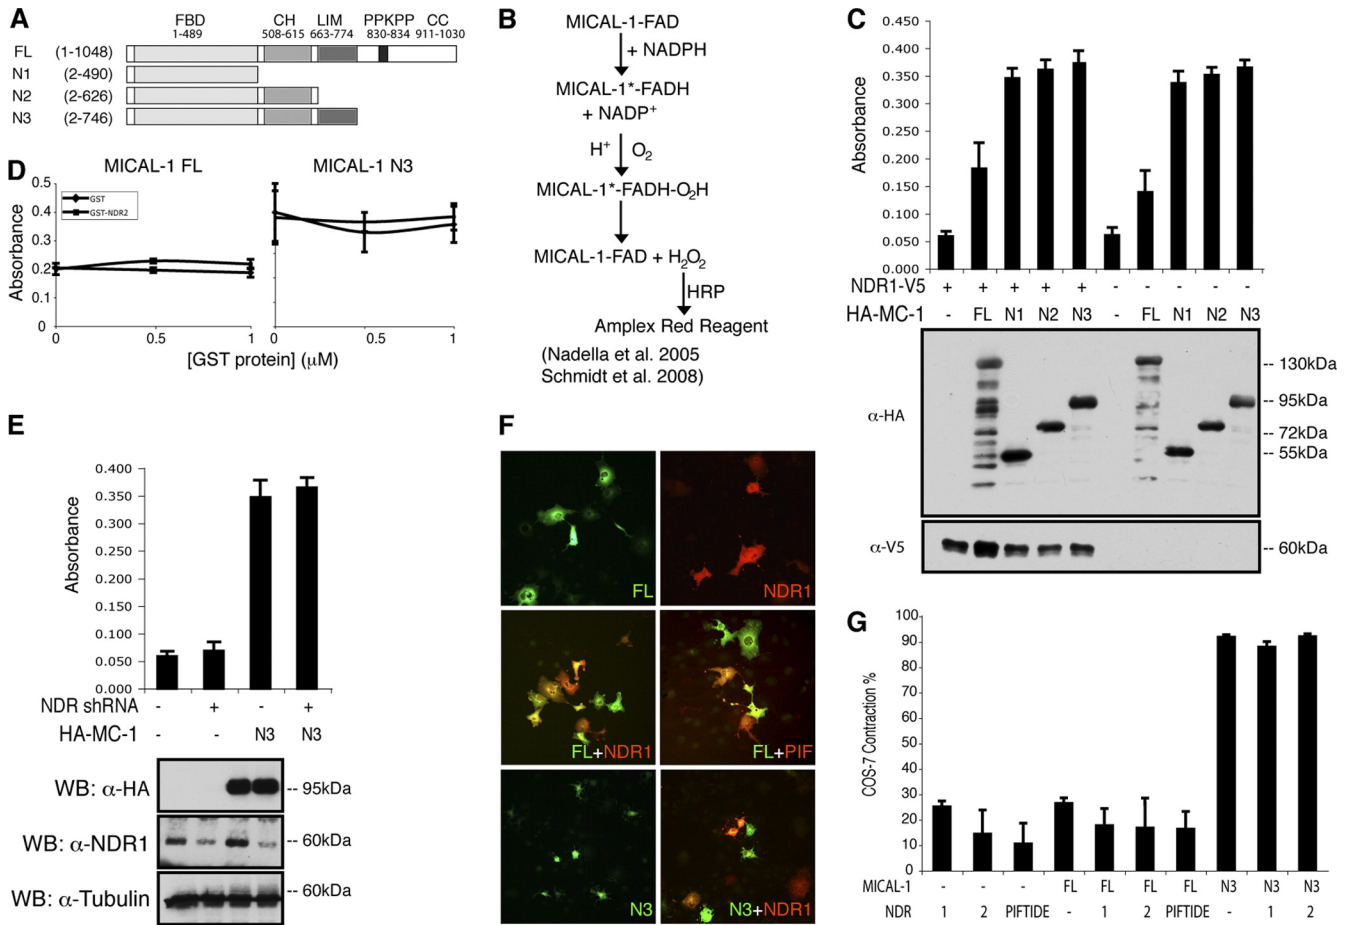 A
FBD CH LIM PPKPP CC
1-489 508-615 663-774 830-834 911-1030
FL (1-1048)
N1 (2-490)
N2 (2-626)
N3 (2-746)
B
MICAL-1-FAD
+ NADPH
MICAL-1*-FADH
+ NADP+
H+ O2
MICAL-1*-FADH-O2H
MICAL-1-FAD + H2O2
HRP
Amplex Red Reagent
(Nadella et al. 2005
Schmidt et al. 2008)
C
0.450
0.400
0.350
0.300
0.250
0.200
0.150
0.100
0.050
0.000
Absorbance
NDR1-V5 + + + + + - - - - -
HA-MC-1 - FL N1 N2 N3 - FL N1 N2 N3
α-HA
-- 130kDa
-- 95kDa
-- 72kDa
-- 55kDa
α-V5
-- 60kDa
D
MICAL-1 FL MICAL-1 N3
0.5
0.4
0.3
0.2
0.1
0
Absorbance
GST
GST-NDR2
0 0.5 1 0 0.5 1
[GST protein] (μM)
E
0.400
0.350
0.300
0.250
0.200
0.150
0.100
0.050
0.000
Absorbance
NDR shRNA - + - +
HA-MC-1 - - N3 N3
WB: α-HA -- 95kDa
WB: α-NDR1 -- 60kDa
WB: α-Tubulin -- 60kDa
F
FL NDR1
FL+NDR1 FL+PIF
N3 N3+NDR1
G
100
90
80
70
60
50
40
30
20
10
0
COS-7 Contraction %
MICAL-1 - - - FL FL FL FL N3 N3 N3
NDR 1 2 PIFTIDE - 1 2 PIFTIDE - 1 2